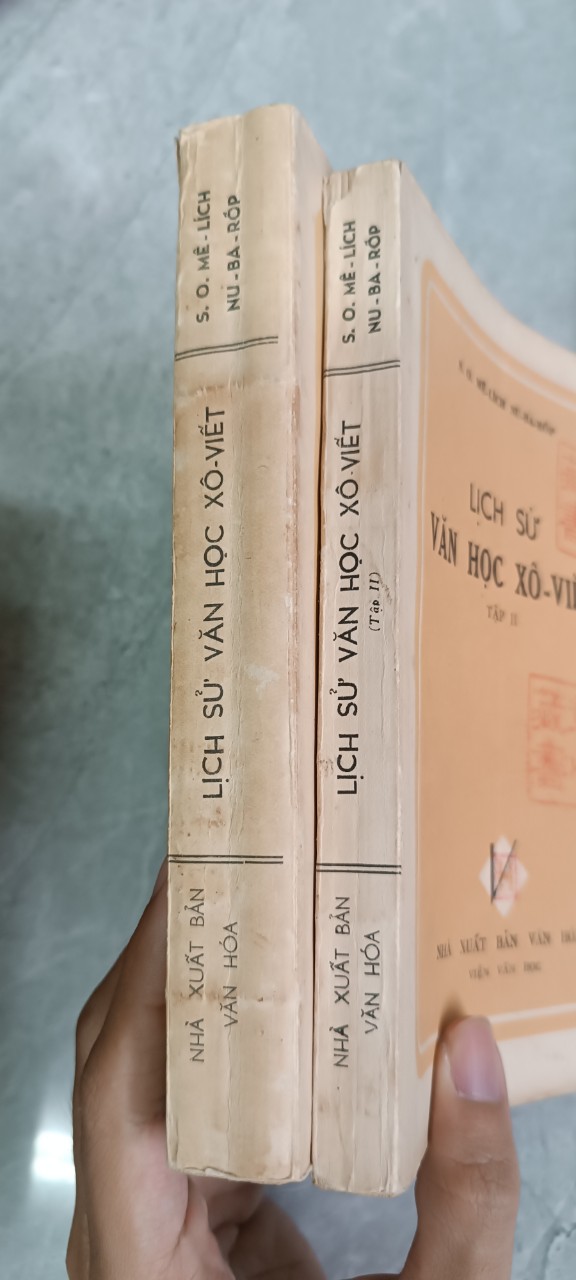 S. O. MÊ - LÍCH
NU - BA - RỐP
LỊCH SỬ VĂN HỌC XÔ-VIẾT
NHÀ XUẤT BẢN
VĂN HÓA
S. O. MÊ - LÍCH
NU - BA - RỐP
LỊCH SỬ VĂN HỌC XÔ-VIẾT
(Tập II)
NHÀ XUẤT BẢN
VĂN HÓA
LỊCH SỬ
VĂN HỌC XÔ-VIẾ
TẬP II
NHÀ XUẤT BẢN VĂN
VIỆN VĂN HỌC